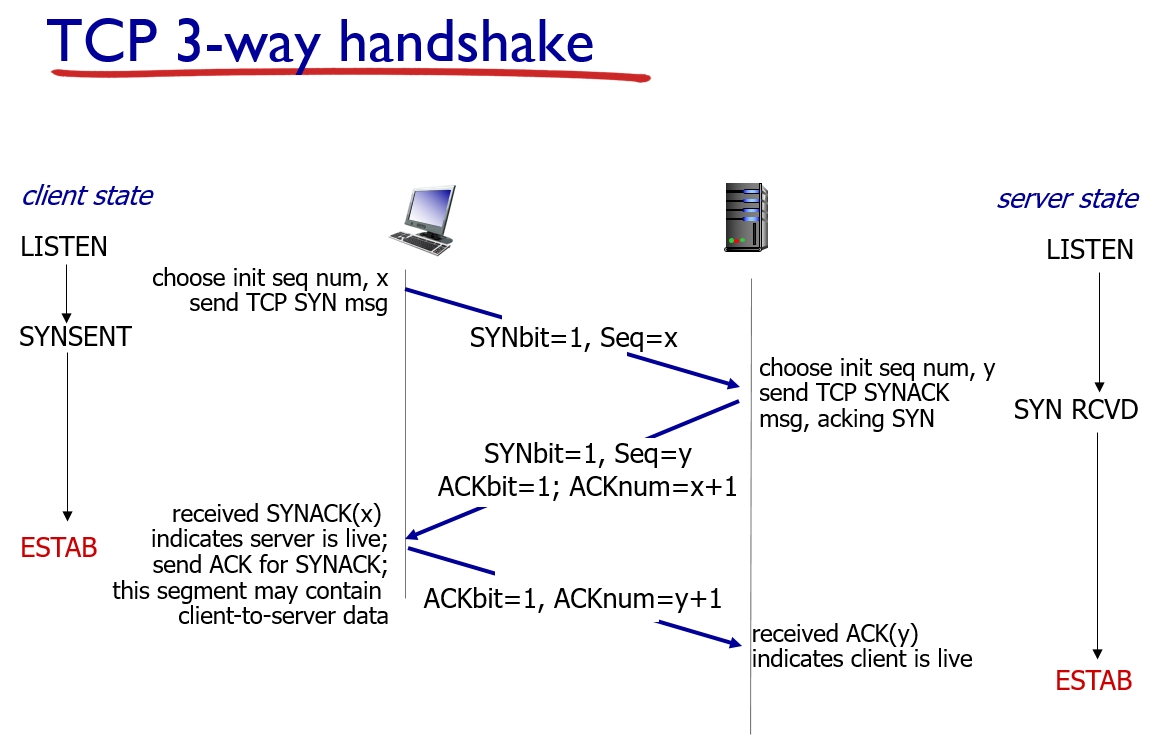 TCP 3-way handshake
client state
server state
LISTEN
LISTEN
choose init seq num, x
send TCP SYN msg
SYNSENT
SYNbit=1, Seq=x
choose init seq num, y
send TCP SYNACK
msg, acking SYN
SYN RCVD
SYNbit=1, Seq=y
ACKbit=1; ACKnum=x+1
received SYNACK(x)
indicates server is live;
send ACK for SYNACK;
this segment may contain
client-to-server data
ESTAB
ACKbit=1, ACKnum=y+1
received ACK(y)
indicates client is live
ESTAB